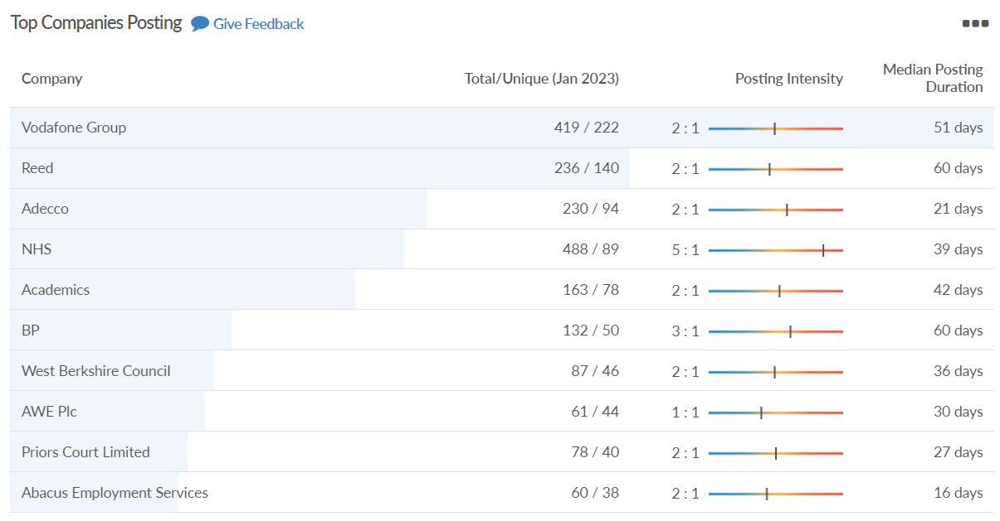 Top Companies Posting Give Feedback
Company Total/Unique (Jan 2023) Posting Intensity Median Posting Duration
Vodafone Group 419 / 222 2 : 1 51 days
Reed 236 / 140 2 : 1 60 days
Adecco 230 / 94 2 : 1 21 days
NHS 488 / 89 5 : 1 39 days
Academics 163 / 78 2 : 1 42 days
BP 132 / 50 3 : 1 60 days
West Berkshire Council 87 / 46 2 : 1 36 days
AWE Plc 61 / 44 1 : 1 30 days
Priors Court Limited 78 / 40 2 : 1 27 days
Abacus Employment Services 60 / 38 2 : 1 16 days